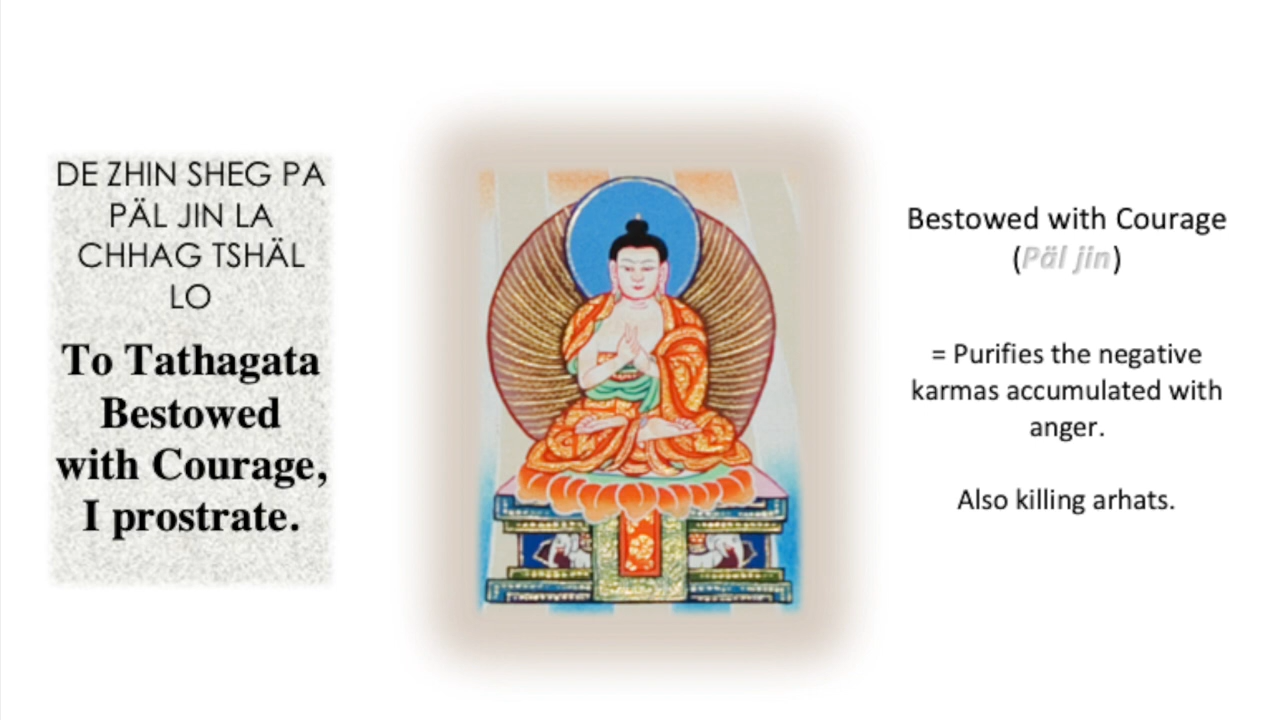 DE ZHIN SHEG PA
PÄL JIN LA
CHHAG TSHÄL
LO
To Tathagata
Bestowed
with Courage,
I prostrate.
Bestowed with Courage
(Päl jin)
= Purifies the negative
karmas accumulated with
anger.
Also killing arhats.